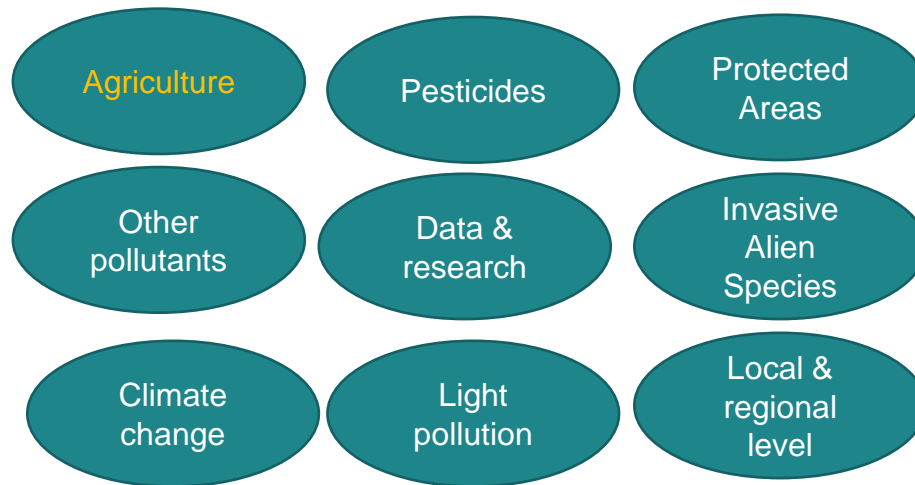 Agriculture
Pesticides
Protected
Areas
Other
pollutants
Data &
research
Invasive
Alien
Species
Climate
change
Light
pollution
Local &
regional
level